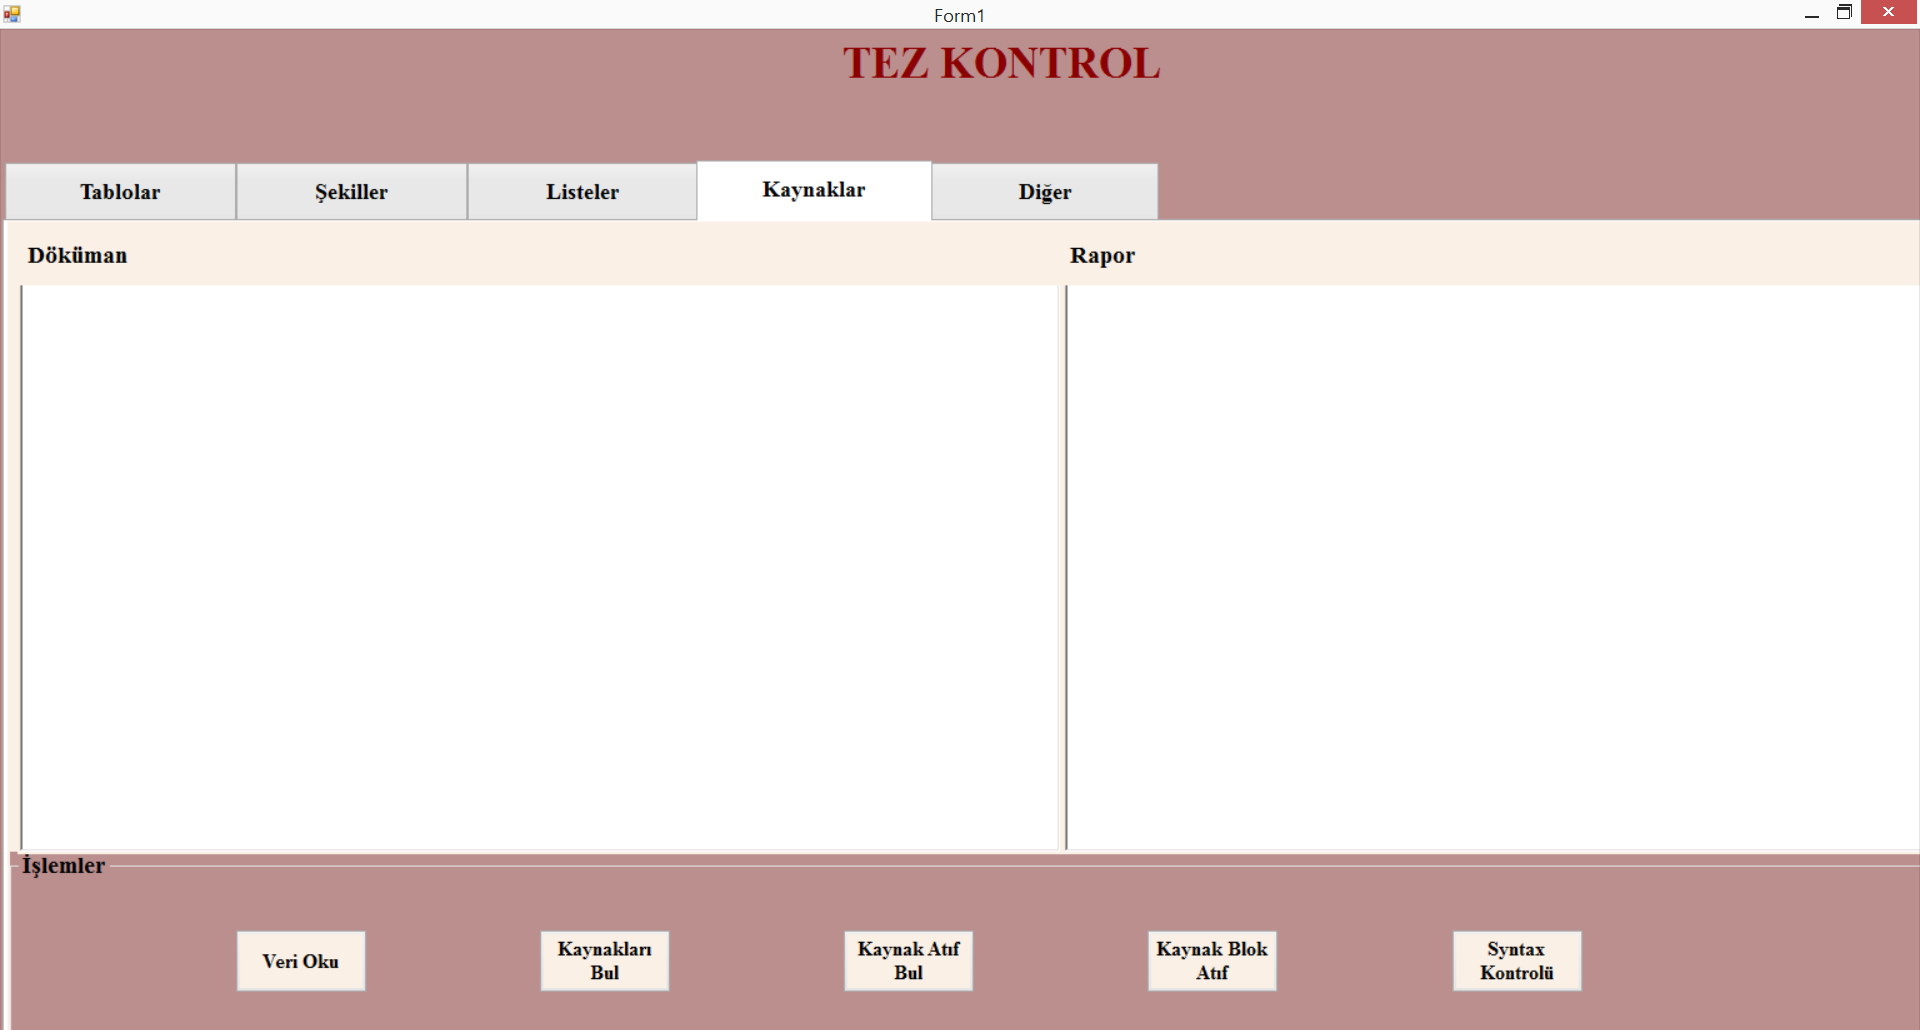 Form1
TEZ KONTROL
Tablolar
Şekiller
Listeler
Kaynaklar
Diğer
Döküman
Rapor
İşlemler
Veri Oku
Kaynakları
Bul
Kaynak Atıf
Bul
Kaynak Blok
Atıf
Syntax
Kontrolü